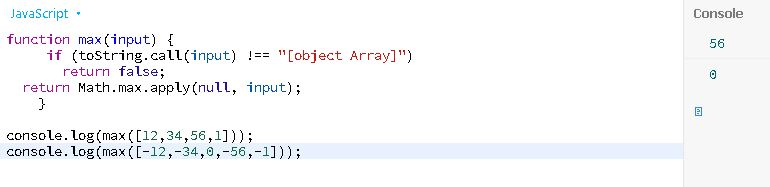 JavaScript
Console
function max(input) {
if (toString.call(input) !== "[object Array]")
return false;
return Math.max.apply(null, input);
}
console.log(max([12,34,56,1]));
console.log(max([-12,-34,0,-56,-1]));
56
0